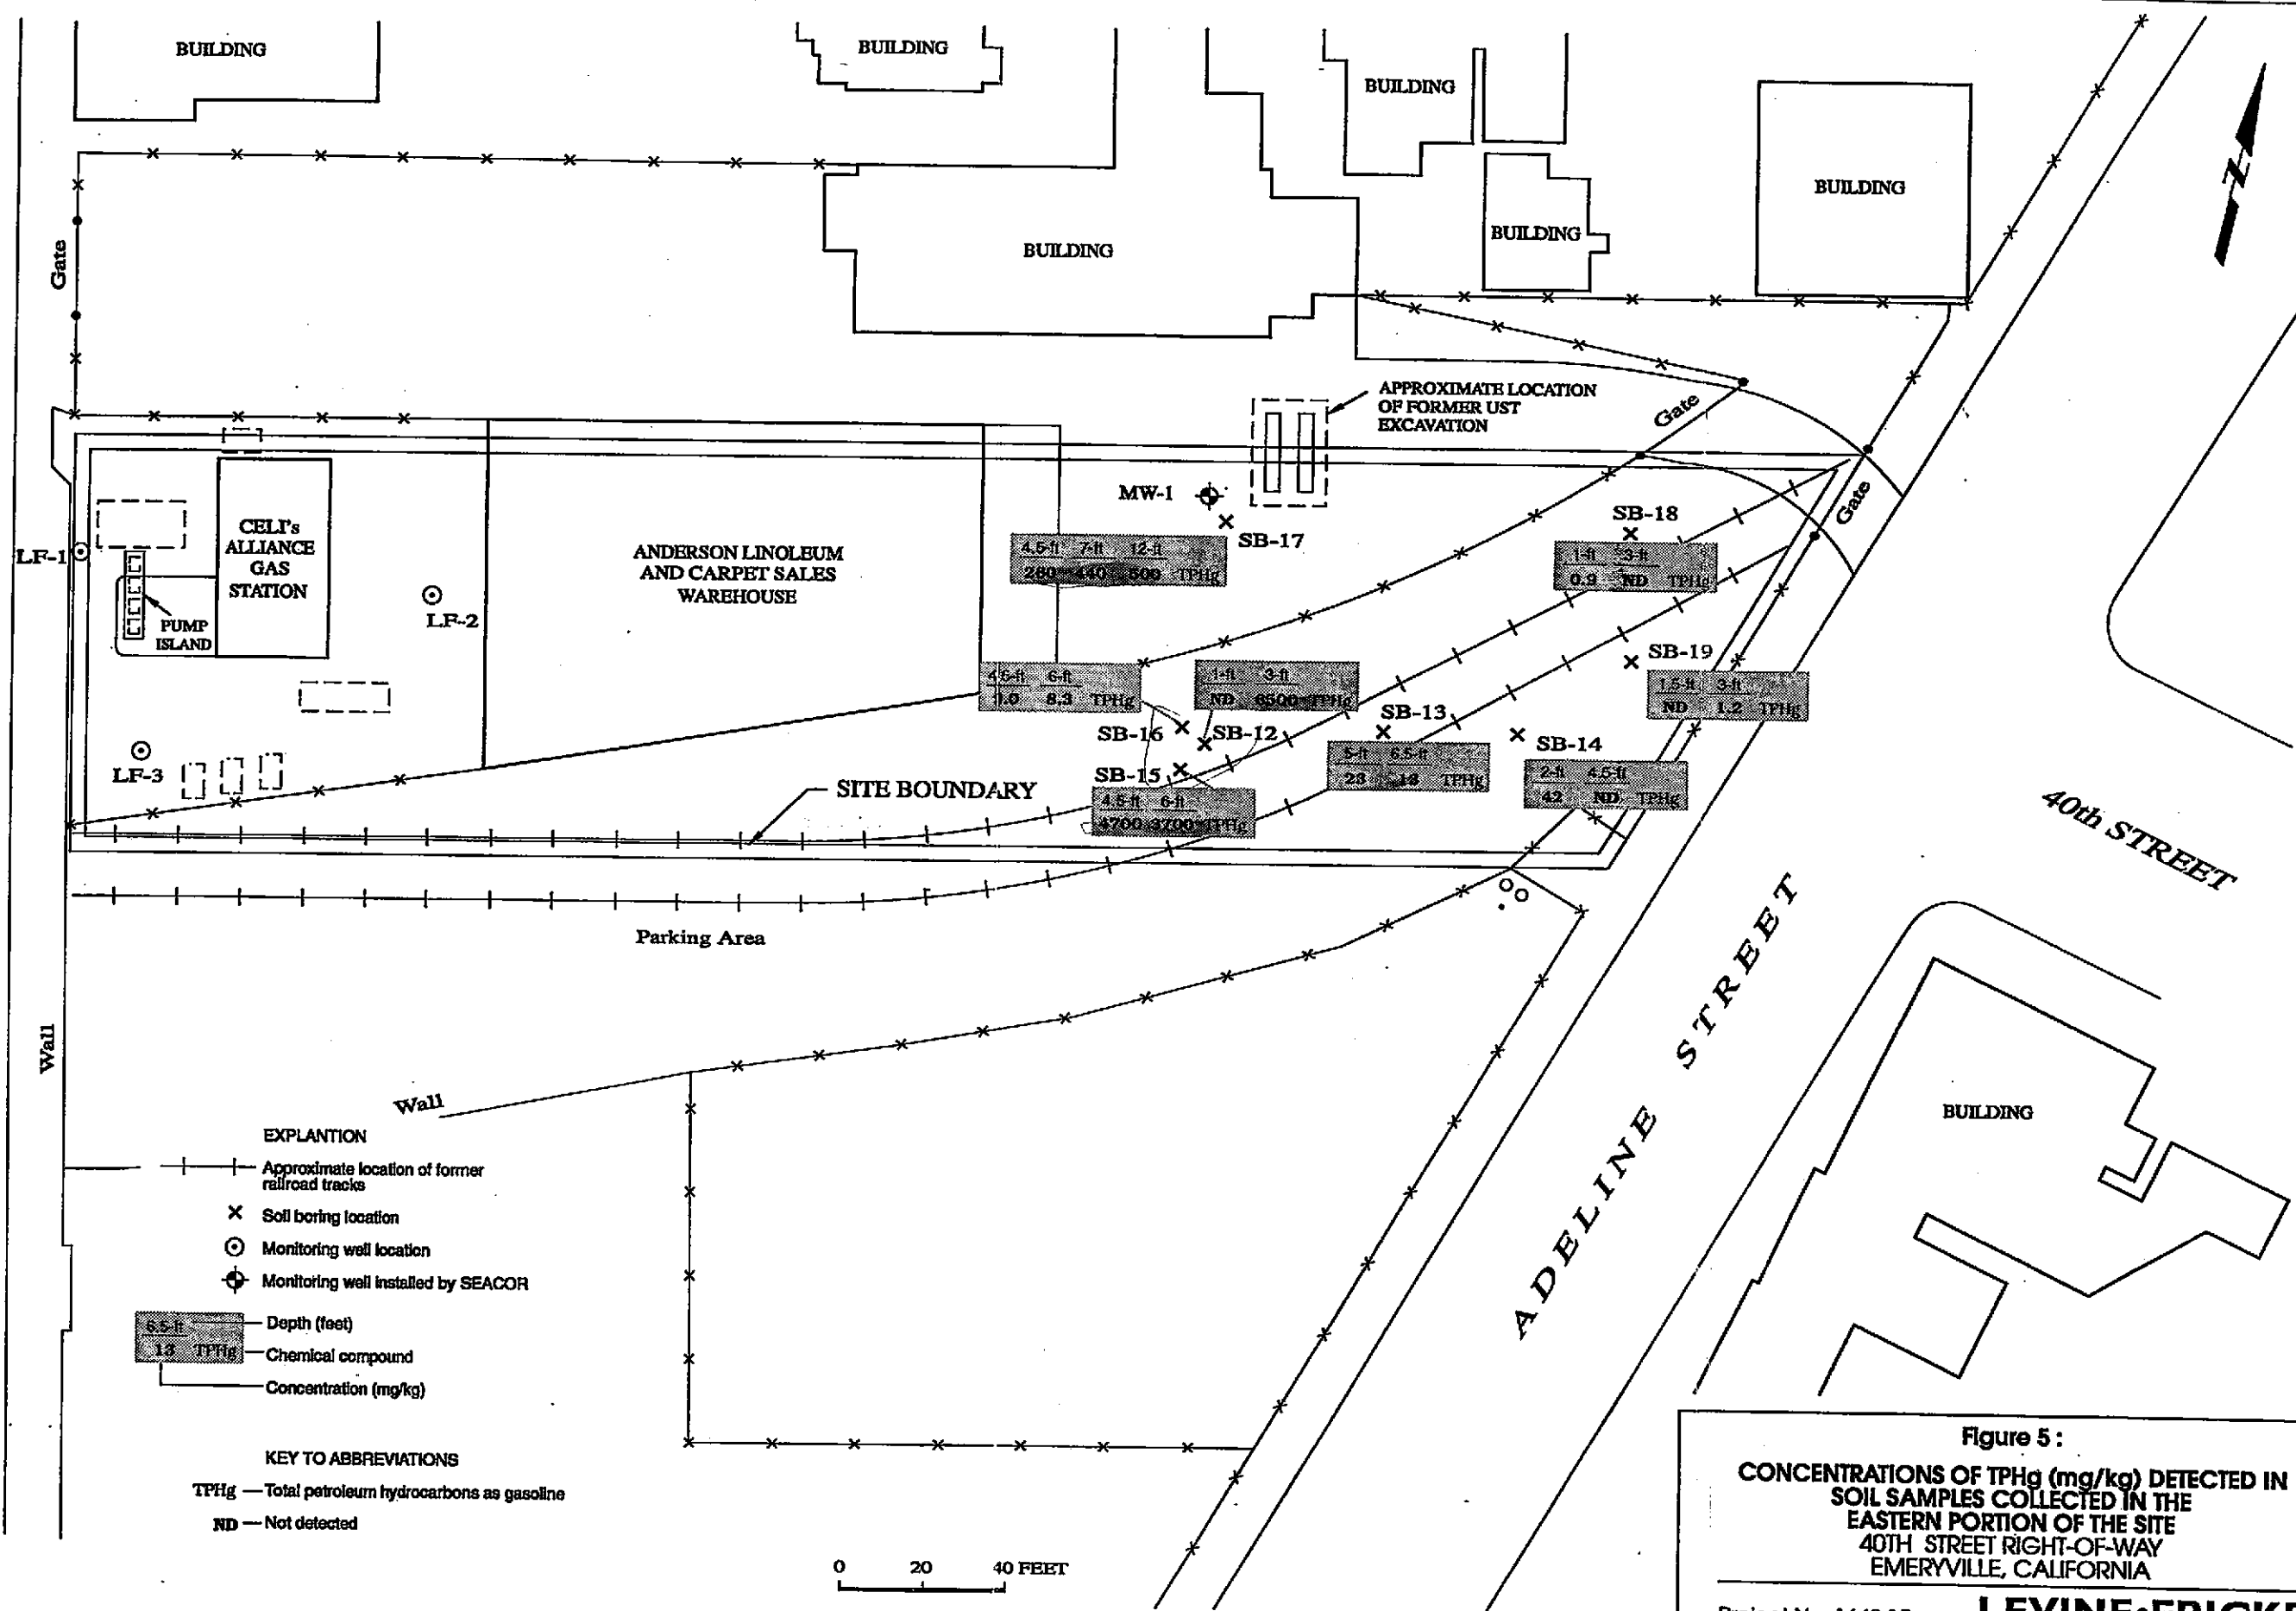 BUILDING
BUILDING
BUILDING
BUILDING
BUILDING
BUILDING
Gate
N
APPROXIMATE LOCATION
OF FORMER UST
EXCAVATION
Gate
Gate
MW-1
SB-17
SB-18
CELI's
ALLIANCE
GAS
STATION
ANDERSON LINOLEUM
AND CARPET SALES
WAREHOUSE
LF-1
LF-2
PUMP
ISLAND
4.5-ft 7-ft 12-ft
280 440 500 TPHg
1-ft 3-ft
0.9 ND TPHg
SB-19
1.5-ft 3-ft
ND 1.2 TPHg
6-ft
8.3 TPHg
1-ft 3-ft
ND 6500 TPHg
SB-16
SB-12
SB-13
SB-14
5-ft 6.5-ft
23 13 TPHg
2-ft 4.5-ft
42 ND TPHg
LF-3
SB-15
4.5-ft 6-ft
4700 3700 TPHg
SITE BOUNDARY
40th STREET
Parking Area
ADELINE STREET
Wall
Wall
BUILDING
EXPLANTION
Approximate location of former
railroad tracks
Soil boring location
Monitoring well location
Monitoring well installed by SEACOR
6.5-ft
13 TPHg
Depth (feet)
Chemical compound
Concentration (mg/kg)
KEY TO ABBREVIATIONS
TPHg — Total petroleum hydrocarbons as gasoline
ND — Not detected
0 20 40 FEET
Figure 5 :
CONCENTRATIONS OF TPHg (mg/kg) DETECTED IN
SOIL SAMPLES COLLECTED IN THE
EASTERN PORTION OF THE SITE
40TH STREET RIGHT-OF-WAY
EMERYVILLE, CALIFORNIA